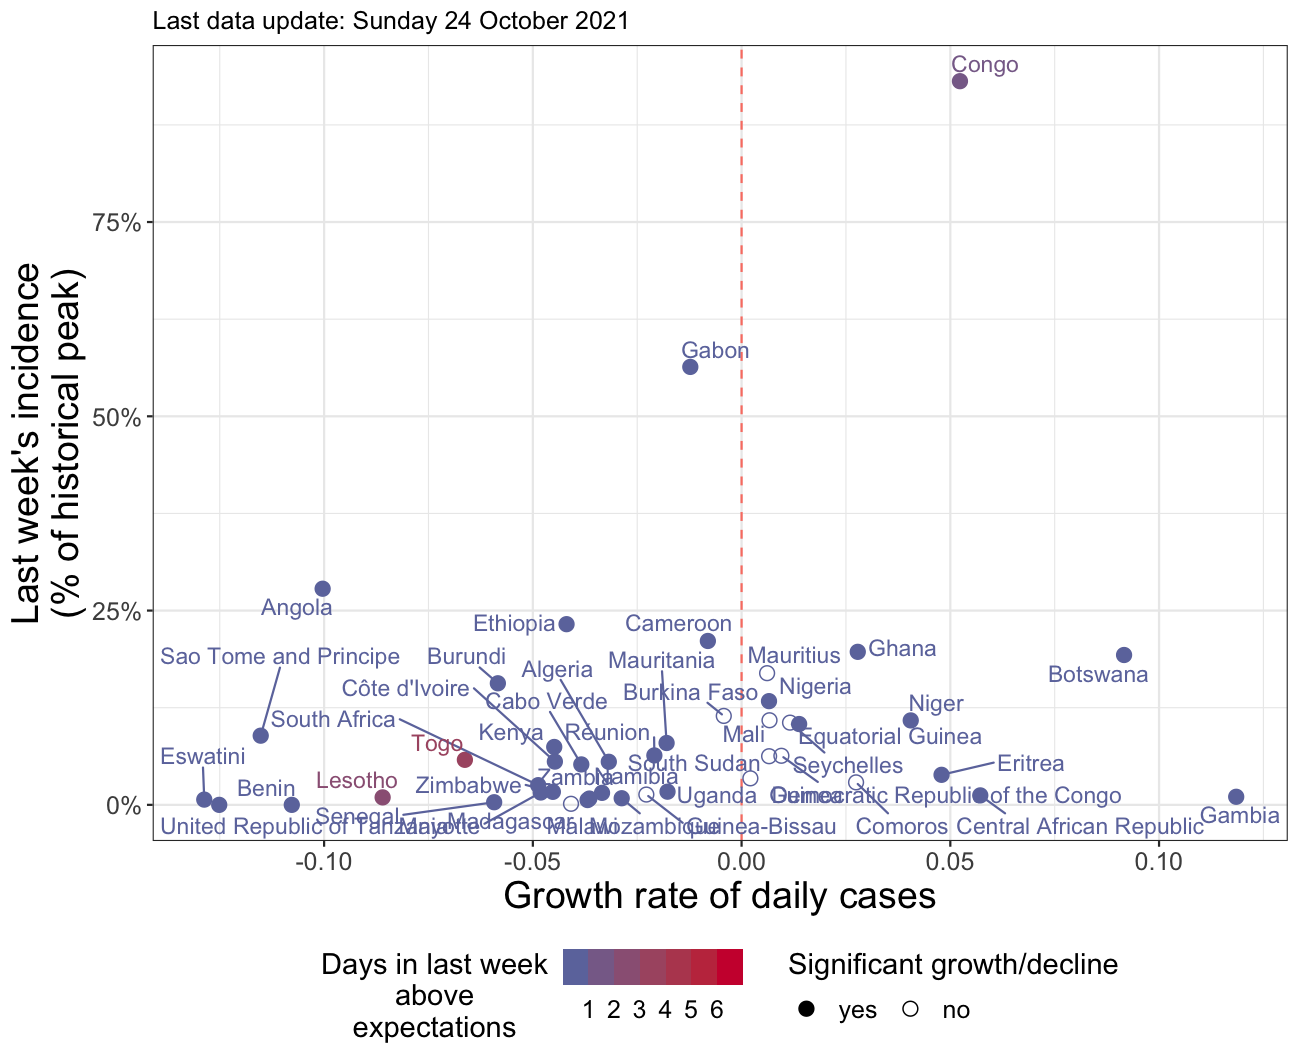 Last data update: Sunday 24 October 2021
Last week's incidence
(% of historical peak)
75%
50%
25%
0%
Congo
Gabon
Angola
Ethiopia
Cameroon
Mauritius
Ghana
Botswana
Sao Tome and Principe
Burundi
Algeria
Mauritania
Côte d'Ivoire
Cabo Verde
Burkina Faso
Nigeria
Niger
South Africa
Kenya
Réunion
Mali
Equatorial Guinea
Togo
Eswatini
Lesotho
Benin
Zimbabwe
Zambia
Namibia
South Sudan
Seychelles
Eritrea
Uganda
Guinea
Democratic Republic of the Congo
Gambia
Senegal
United Republic of Tanzania
Mayotte
Madagascar
Malawi
Mozambique
Guinea-Bissau
Comoros
Central African Republic
-0.10
-0.05
0.00
0.05
0.10
Growth rate of daily cases
Days in last week
above
expectations
1 2 3 4 5 6
Significant growth/decline
yes
no